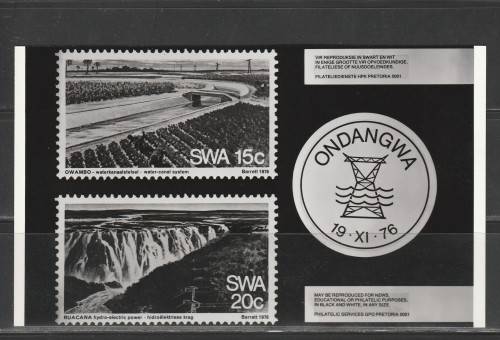 SWA 15c
OWAMBO - waterkanaalstelsel - water-canal system Barrett 1976
SWA
20c
RUACANA hydro-electric power - hidroëlektriese krag Barrett 1976
VIR REPRODUKSIE IN SWART EN WIT
IN ENIGE GROOTTE VIR OPVOEDKUNDIGE,
FILATELIESE OF NUUSDOELEINDES.
FILATELIEDIENSTE HPK PRETORIA 0001
ONDANGWA
19·XI·76
MAY BE REPRODUCED FOR NEWS,
EDUCATIONAL OR PHILATELIC PURPOSES,
IN BLACK AND WHITE, IN ANY SIZE.
PHILATELIC SERVICES GPO PRETORIA 0001